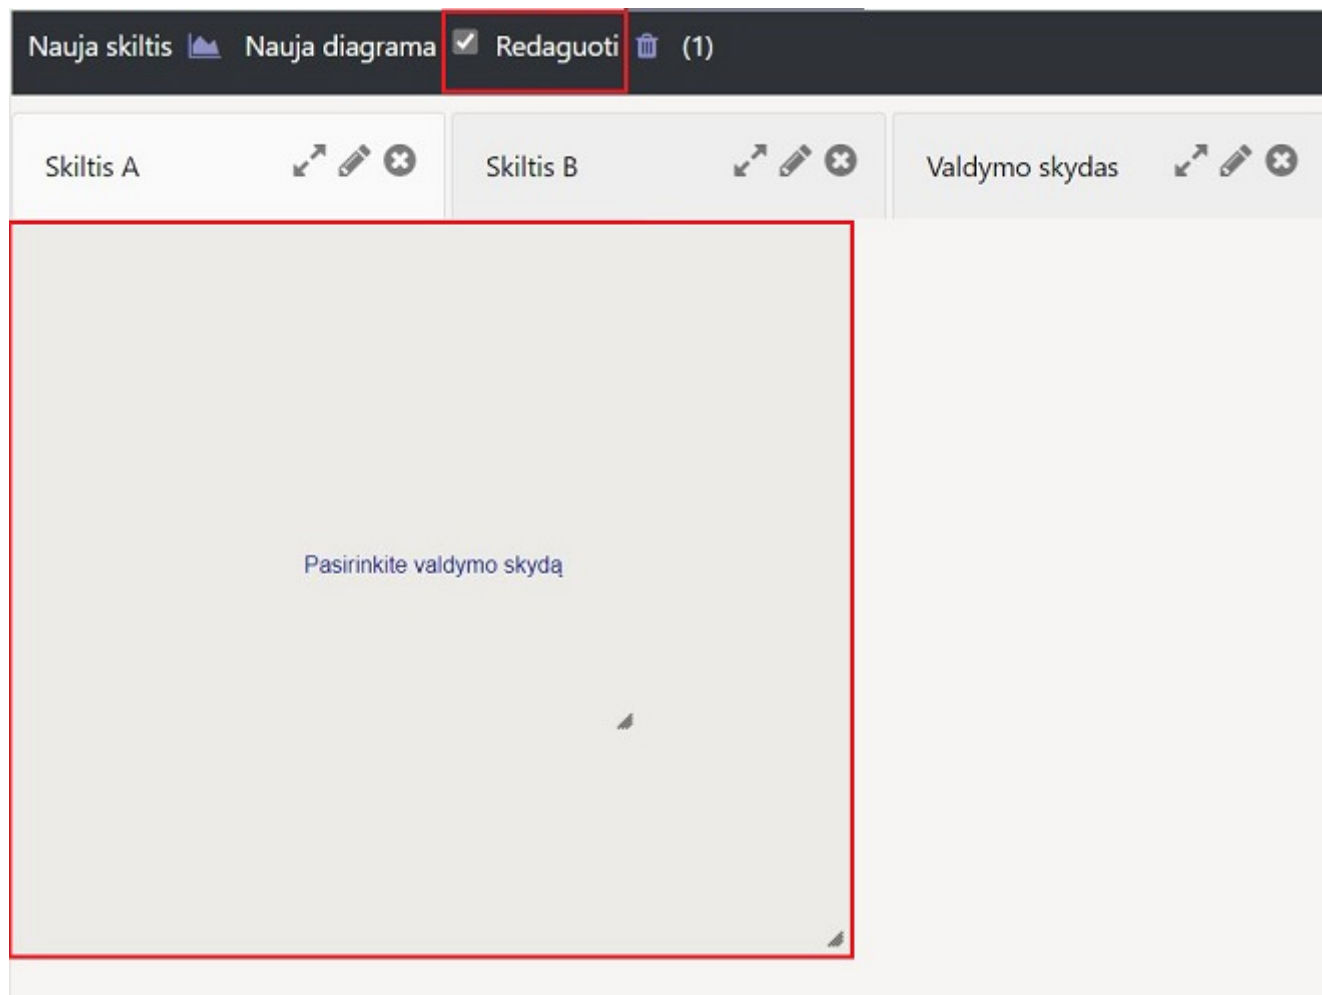 Nauja skiltis Nauja diagrama Redaguoti (1)
Skiltis A Skiltis B Valdymo skydas
Pasirinkite valdymo skydą